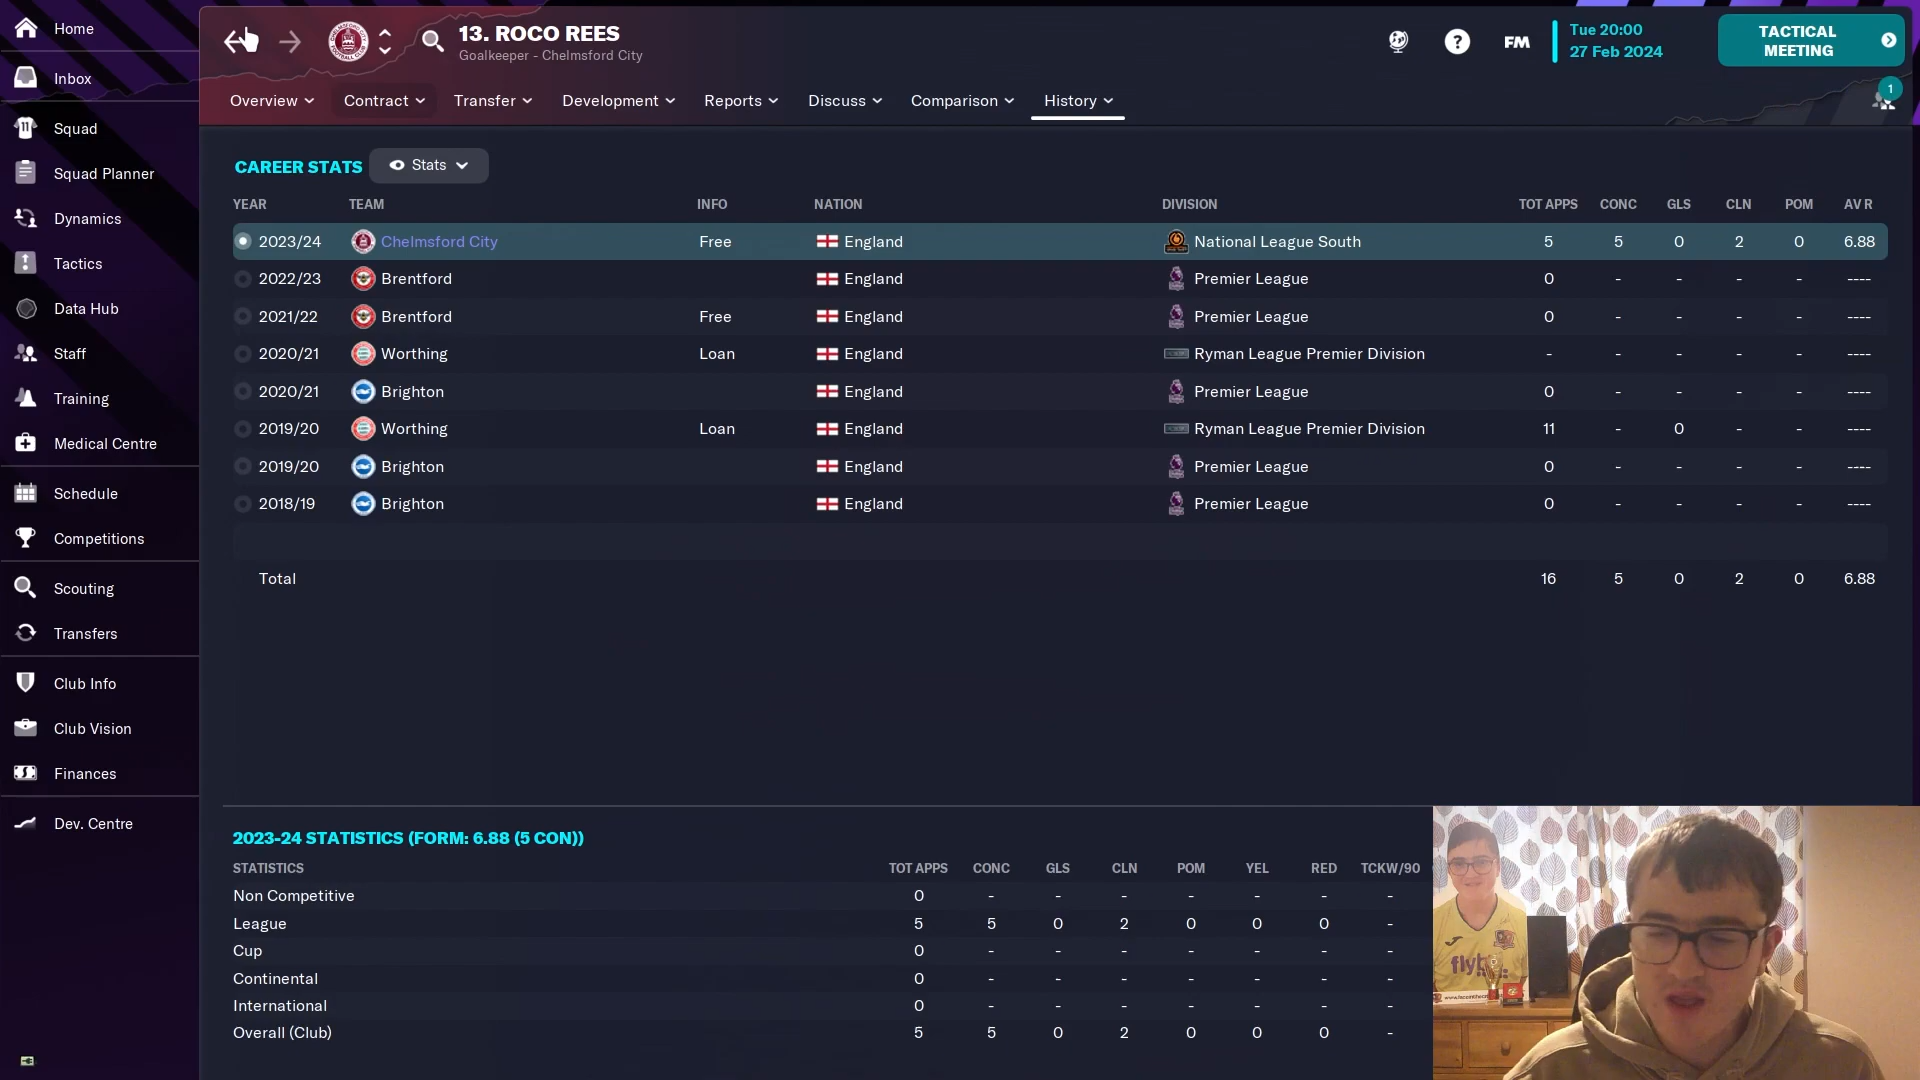 Home
Inbox
Squad
Squad Planner
Dynamics
Tactics
Data Hub
Staff
Training
Medical Centre
Schedule
Competitions
Scouting
Transfers
Club Info
Club Vision
Finances
Dev. Centre
13. ROCO REES
Goalkeeper - Chelmsford City
? FM
Tue 20:00
27 Feb 2024
TACTICAL
MEETING
1
Overview Contract Transfer Development Reports Discuss Comparison History
CAREER STATS Stats
YEAR TEAM INFO NATION DIVISION TOT APPS CONC GLS CLN POM AV R
2023/24 Chelmsford City Free England National League South 5 5 0 2 0 6.88
2022/23 Brentford England Premier League 0 - - - - ----
2021/22 Brentford Free England Premier League 0 - - - - ----
2020/21 Worthing Loan England Ryman League Premier Division - - - - - ----
2020/21 Brighton England Premier League 0 - - - - ----
2019/20 Worthing Loan England Ryman League Premier Division 11 - 0 - - ----
2019/20 Brighton England Premier League 0 - - - - ----
2018/19 Brighton England Premier League 0 - - - - ----
Total 16 5 0 2 0 6.88
2023-24 STATISTICS (FORM: 6.88 (5 CON))
STATISTICS TOT APPS CONC GLS CLN POM YEL RED TCKW/90
Non Competitive 0 - - - - - - -
League 5 5 0 2 0 0 0 -
Cup 0 - - - - - - -
Continental 0 - - - - - - -
International 0 - - - - - - -
Overall (Club) 5 5 0 2 0 0 0 -